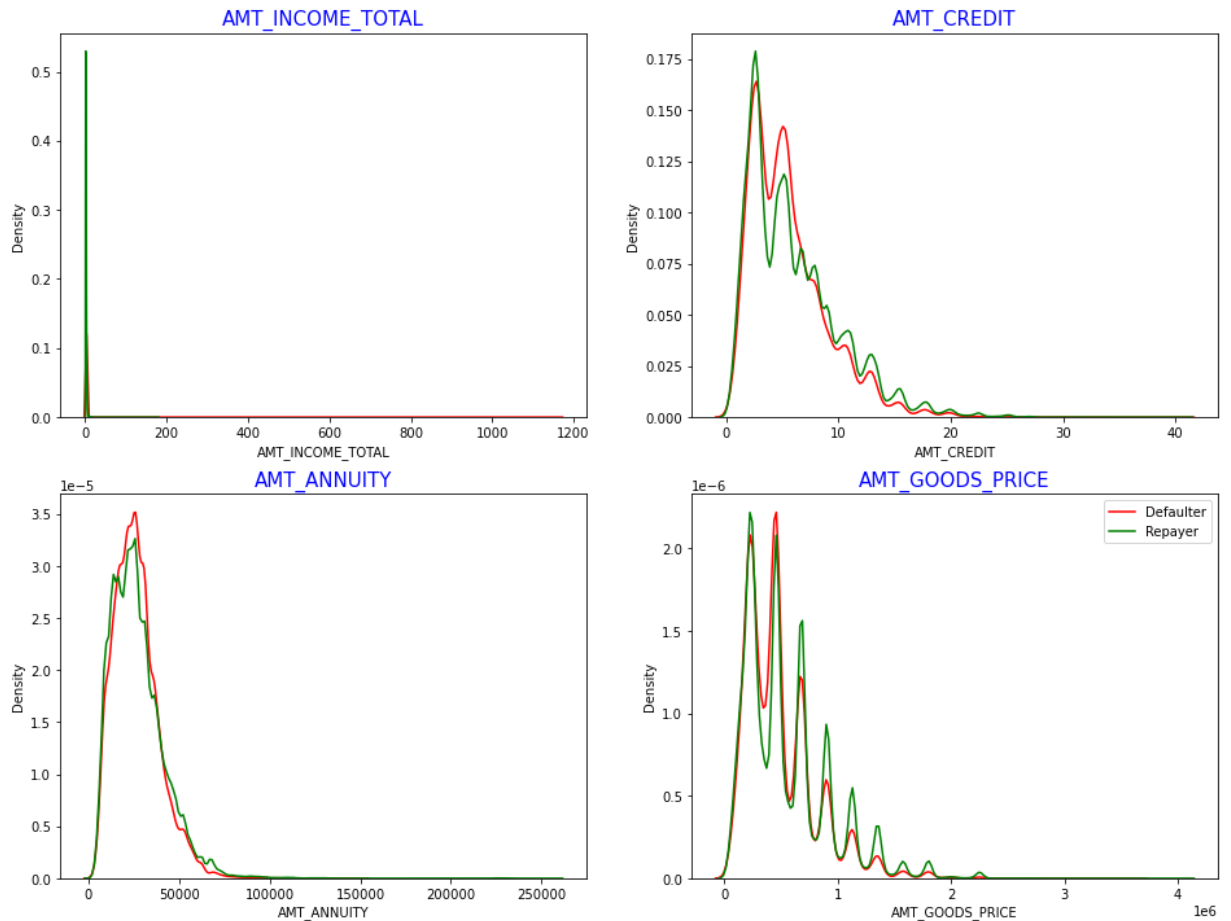 AMT_INCOME_TOTAL
Density
0.5
0.4
0.3
0.2
0.1
0.0
0 200 400 600 800 1000 1200
AMT_INCOME_TOTAL
AMT_CREDIT
Density
0.175
0.150
0.125
0.100
0.075
0.050
0.025
0.000
0 10 20 30 40
AMT_CREDIT
AMT_ANNUITY
1e−5
Density
3.5
3.0
2.5
2.0
1.5
1.0
0.5
0.0
0 50000 100000 150000 200000 250000
AMT_ANNUITY
AMT_GOODS_PRICE
1e−6
Defaulter
Repayer
Density
2.0
1.5
1.0
0.5
0.0
0 1 2 3 4
1e6
AMT_GOODS_PRICE